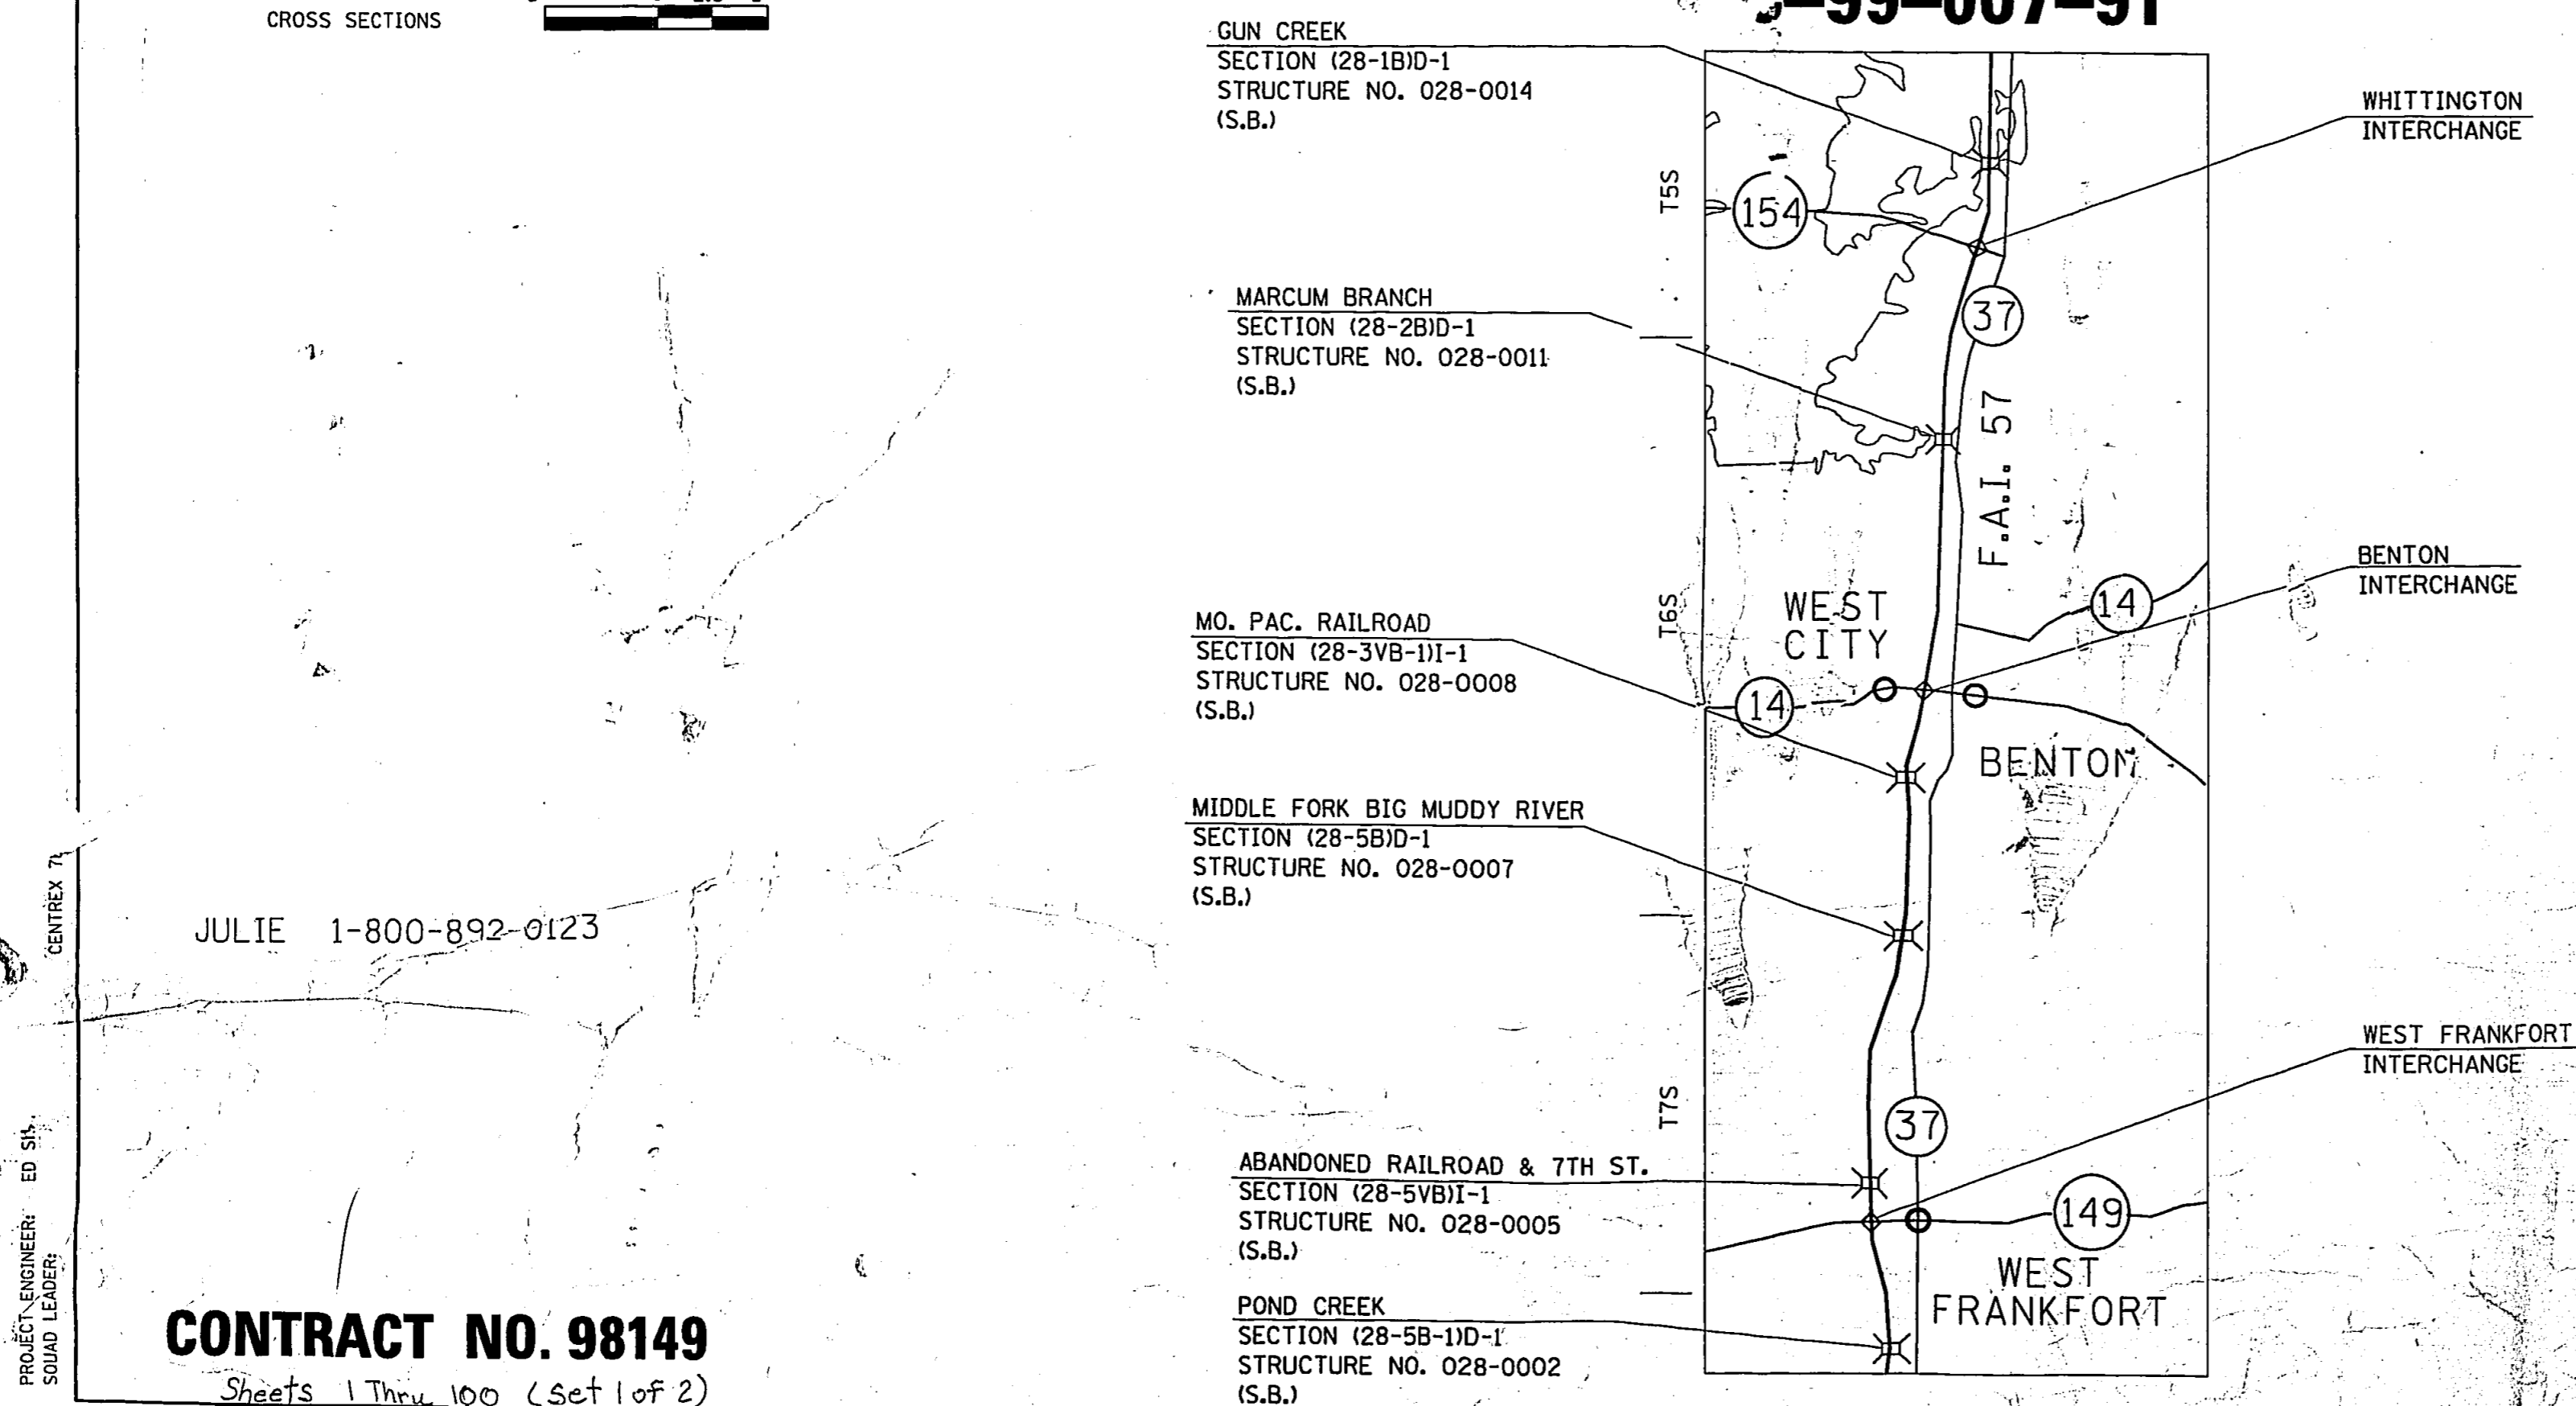 CROSS SECTIONS
99-007-91
GUN CREEK
SECTION (28-1B)D-1
STRUCTURE NO. 028-0014
(S.B.)
WHITTINGTON
INTERCHANGE
T5S
154
37
MARCUM BRANCH
SECTION (28-2B)D-1
STRUCTURE NO. 028-0011
(S.B.)
F.A.I. 57
BENTON
INTERCHANGE
T6S
WEST
CITY
14
14
MO. PAC. RAILROAD
SECTION (28-3VB-1)I-1
STRUCTURE NO. 028-0008
(S.B.)
BENTON
MIDDLE FORK BIG MUDDY RIVER
SECTION (28-5B)D-1
STRUCTURE NO. 028-0007
(S.B.)
CENTREX
JULIE 1-800-892-0123
WEST FRANKFORT
INTERCHANGE
T7S
37
ABANDONED RAILROAD & 7TH ST.
SECTION (28-5VB)I-1
STRUCTURE NO. 028-0005
(S.B.)
149
WEST
FRANKFORT
POND CREEK
SECTION (28-5B-1)D-1
STRUCTURE NO. 028-0002
(S.B.)
PROJECT ENGINEER: ED
SQUAD LEADER:
CONTRACT NO. 98149
Sheets 1 Thru 100 (Set 1 of 2)